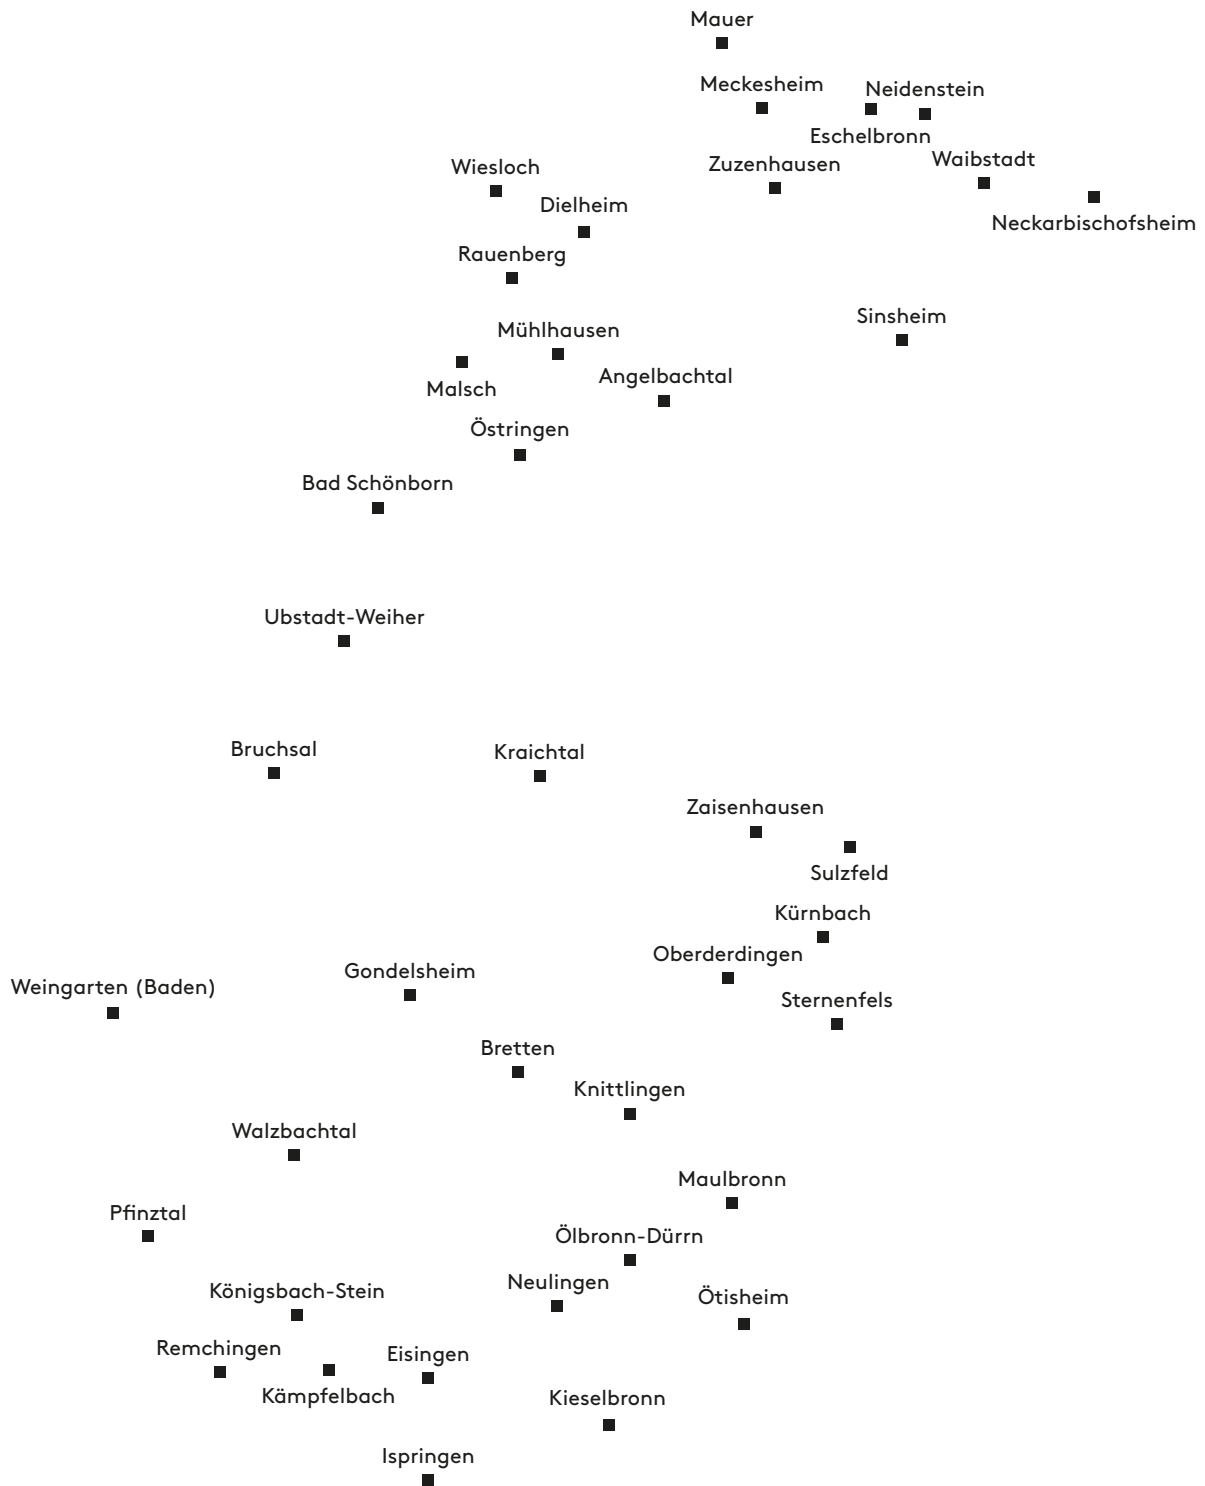 Mauer
Meckesheim
Neidenstein
Eschelbronn
Waibstadt
Zuzenhausen
Wiesloch
Dielheim
Neckarbischofsheim
Rauenberg
Sinsheim
Mühlhausen
Angelbachtal
Malsch
Östringen
Bad Schönborn
Ubstadt-Weiher
Bruchsal
Kraichtal
Zaisenhausen
Sulzfeld
Kürnbach
Oberderdingen
Gondelsheim
Weingarten (Baden)
Sternenfels
Bretten
Knittlingen
Walzbachtal
Maulbronn
Pfinztal
Ölbronn-Dürrn
Neulingen
Königsbach-Stein
Ötisheim
Remchingen
Eisingen
Kämpfelbach
Kieselbronn
Ispringen